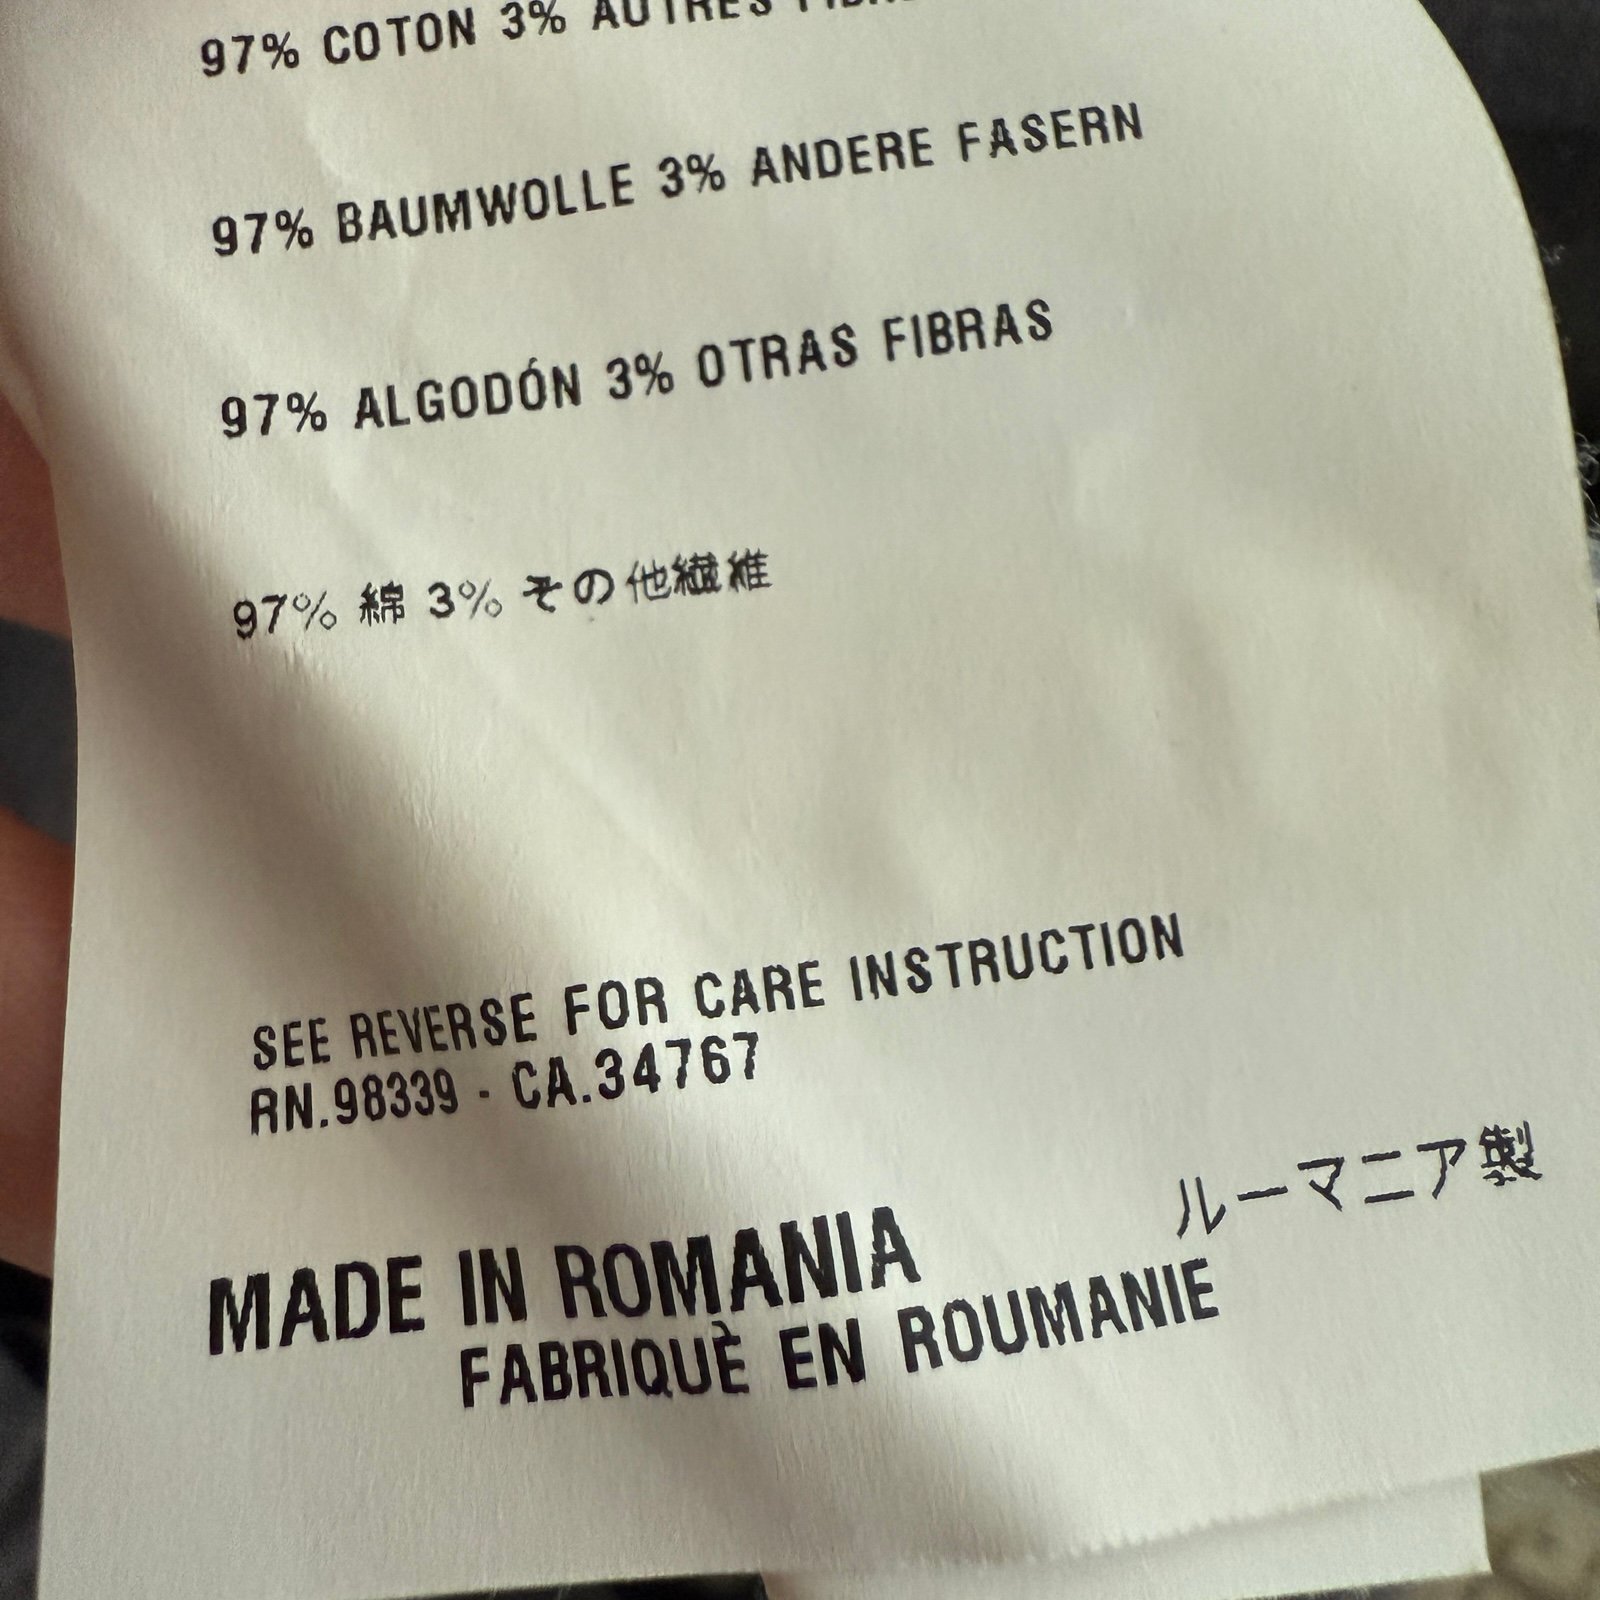 97% COTON 3% AUTRES
97% BAUMWOLLE 3% ANDERE FASERN
97% ALGODÓN 3% OTRAS FIBRAS
97% 綿 3% その他繊維
SEE REVERSE FOR CARE INSTRUCTION
RN.98339 - CA.34767
ルーマニア製
MADE IN ROMANIA
FABRIQUÈ EN ROUMANIE